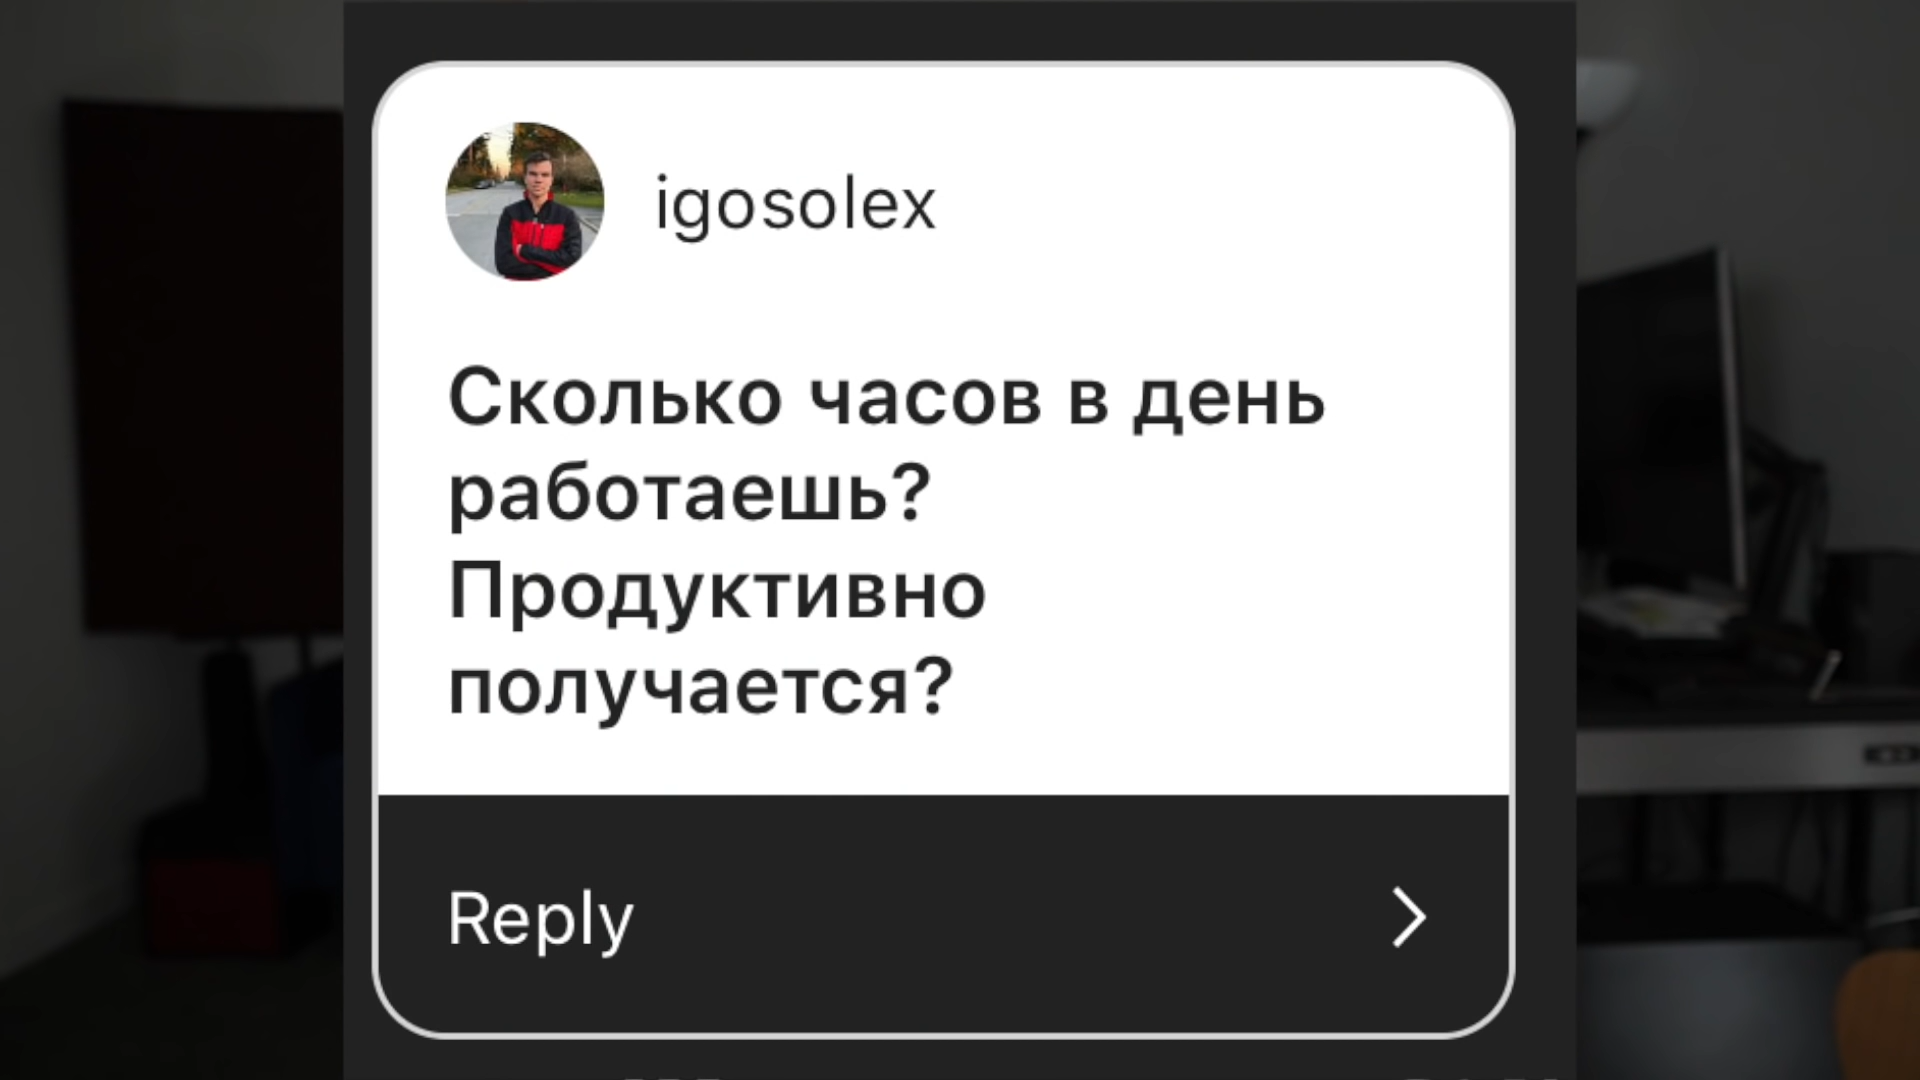 igosolex
Сколько часов в день
работаешь?
Продуктивно
получается?
Reply